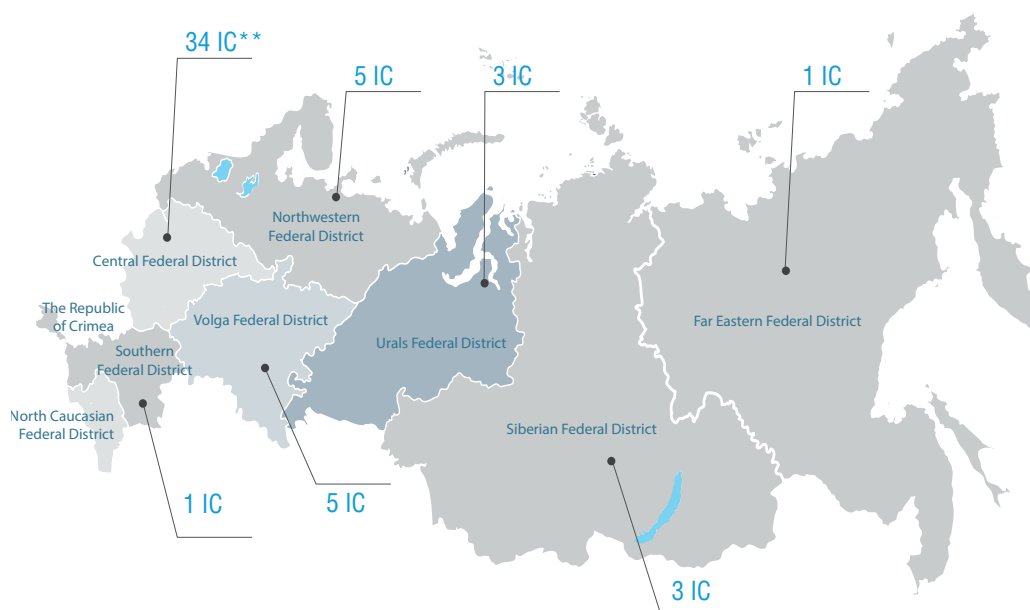 34 IC**
5 IC
3 IC
1 IC
Northwestern
Federal District
Central Federal District
The Republic
of Crimea
Volga Federal District
Far Eastern Federal District
Urals Federal District
Southern
Federal District
North Caucasian
Federal District
Siberian Federal District
1 IC
5 IC
3 IC